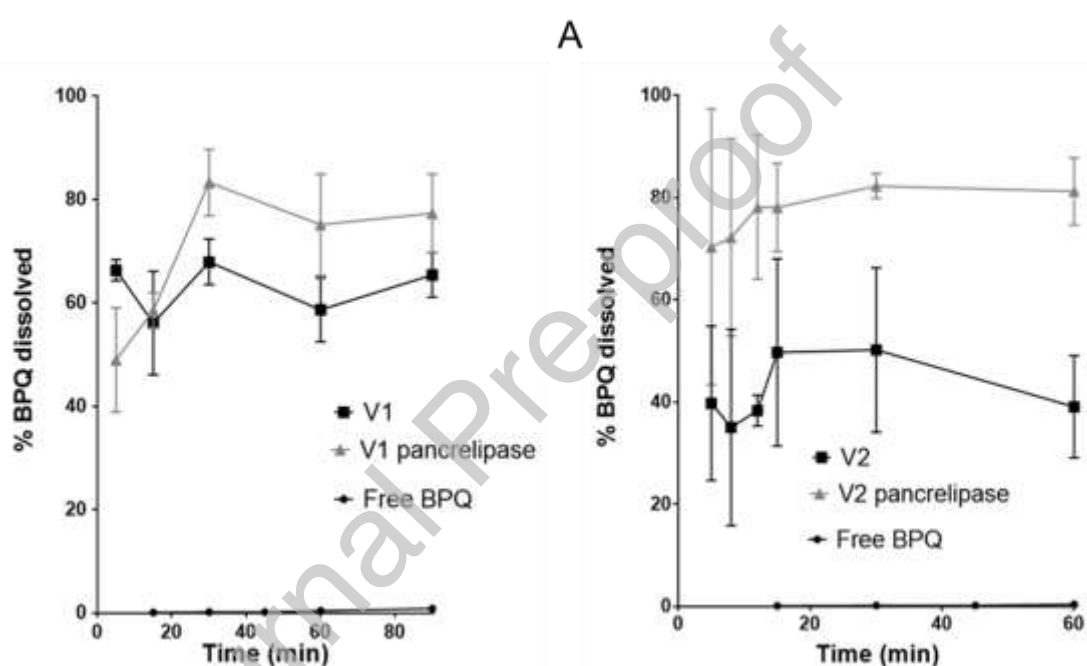 A
% BPQ dissolved
100
80
60
40
20
0
V1
V1 pancrelipase
Free BPQ
0 20 40 60 80
Time (min)
% BPQ dissolved
100
80
60
40
20
0
V2
V2 pancrelipase
Free BPQ
0 20 40 60
Time (min)
rnal Pre-proof